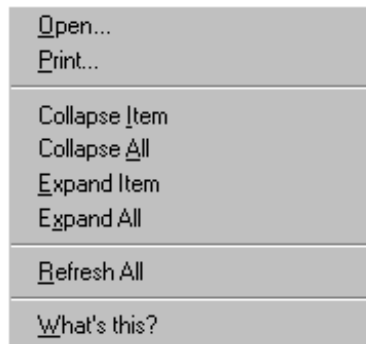 Open...
Print...
Collapse Item
Collapse All
Expand Item
Expand All
Refresh All
What's this?